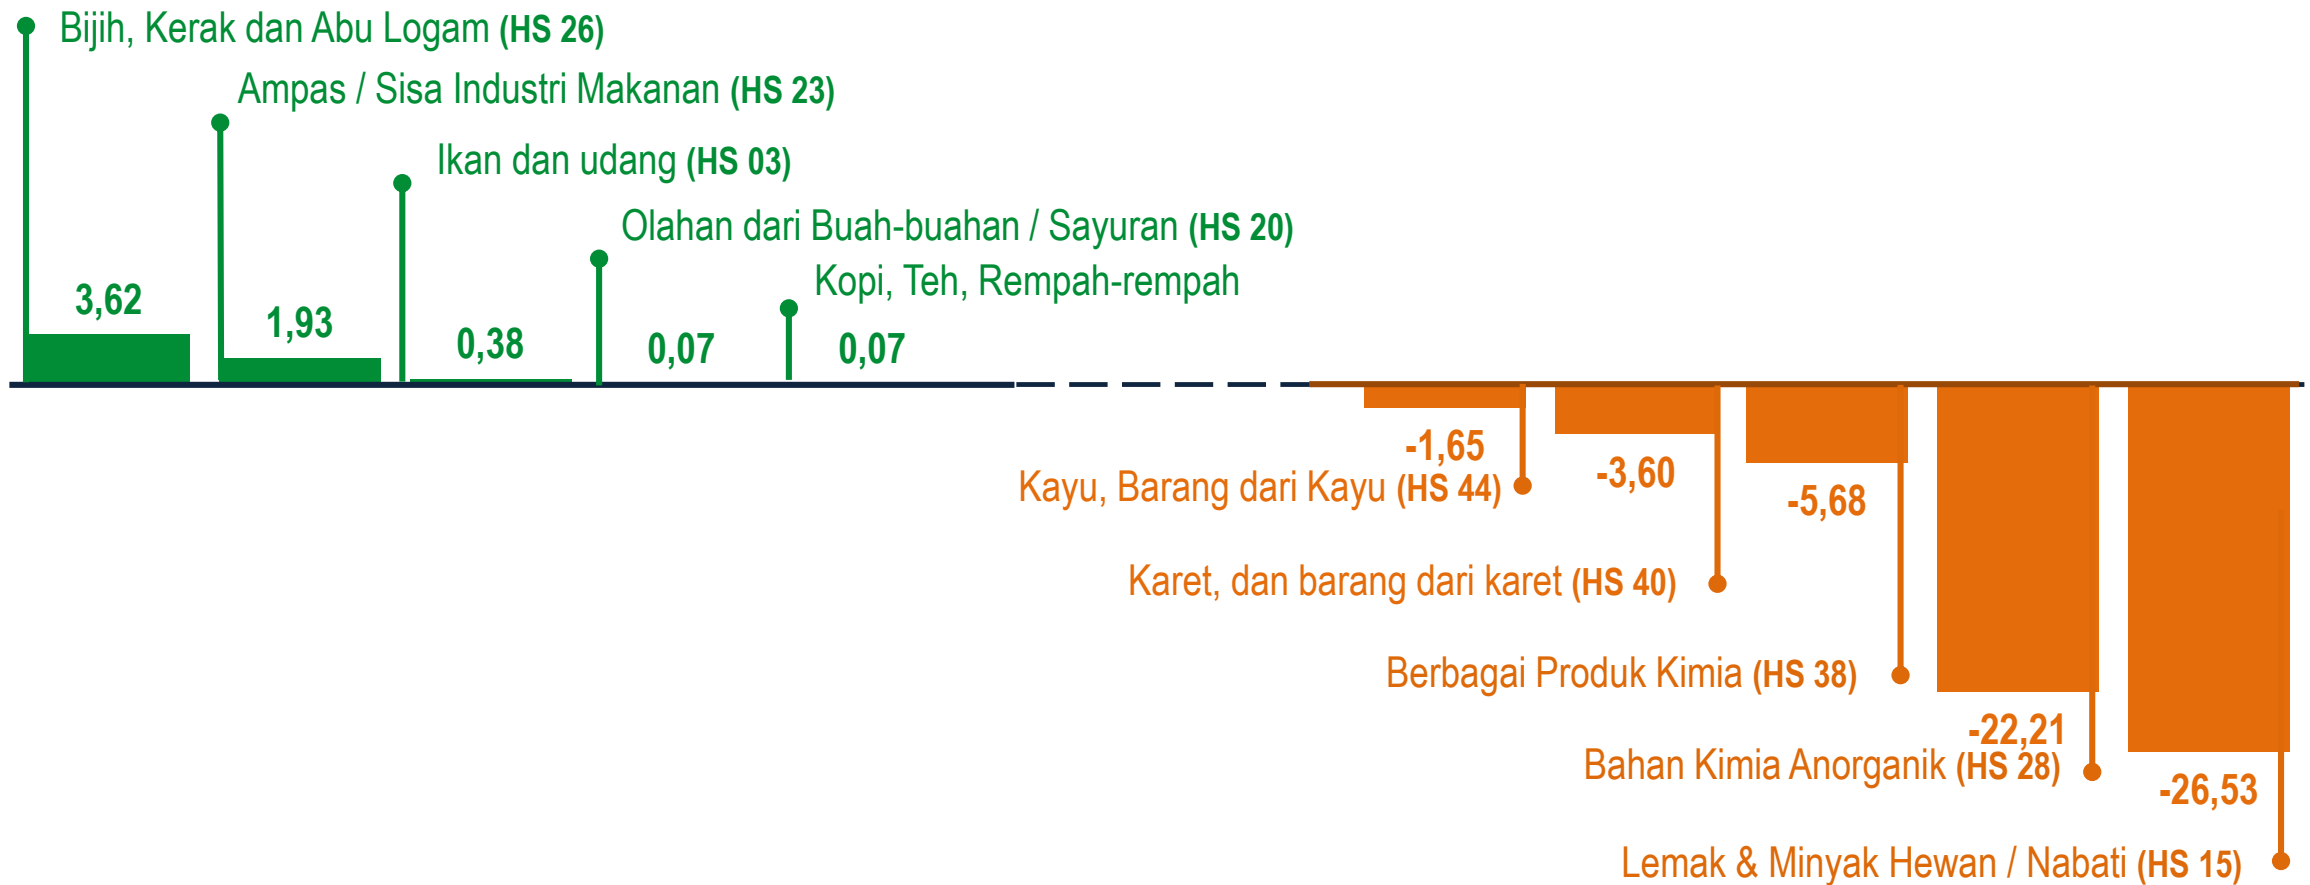 Bijih, Kerak dan Abu Logam (HS 26)
Ampas / Sisa Industri Makanan (HS 23)
Ikan dan udang (HS 03)
Olahan dari Buah-buahan / Sayuran (HS 20)
Kopi, Teh, Rempah-rempah
3,62
1,93
0,38
0,07
0,07
-1,65
-3,60
-5,68
-22,21
-26,53
Kayu, Barang dari Kayu (HS 44)
Karet, dan barang dari karet (HS 40)
Berbagai Produk Kimia (HS 38)
Bahan Kimia Anorganik (HS 28)
Lemak & Minyak Hewan / Nabati (HS 15)